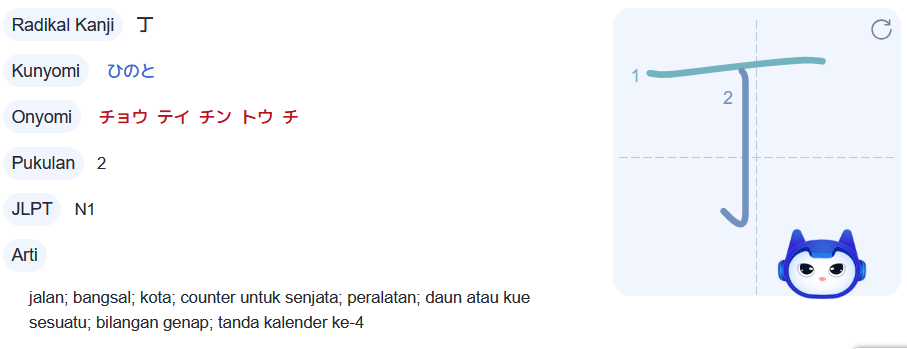 Radikal Kanji 丁
Kunyomi ひのと
Onyomi チョウ テイ チン トウ チ
Pukulan 2
JLPT N1
Arti
jalan; bangsal; kota; counter untuk senjata; peralatan; daun atau kue
sesuatu; bilangan genap; tanda kalender ke-4
1
2
丁